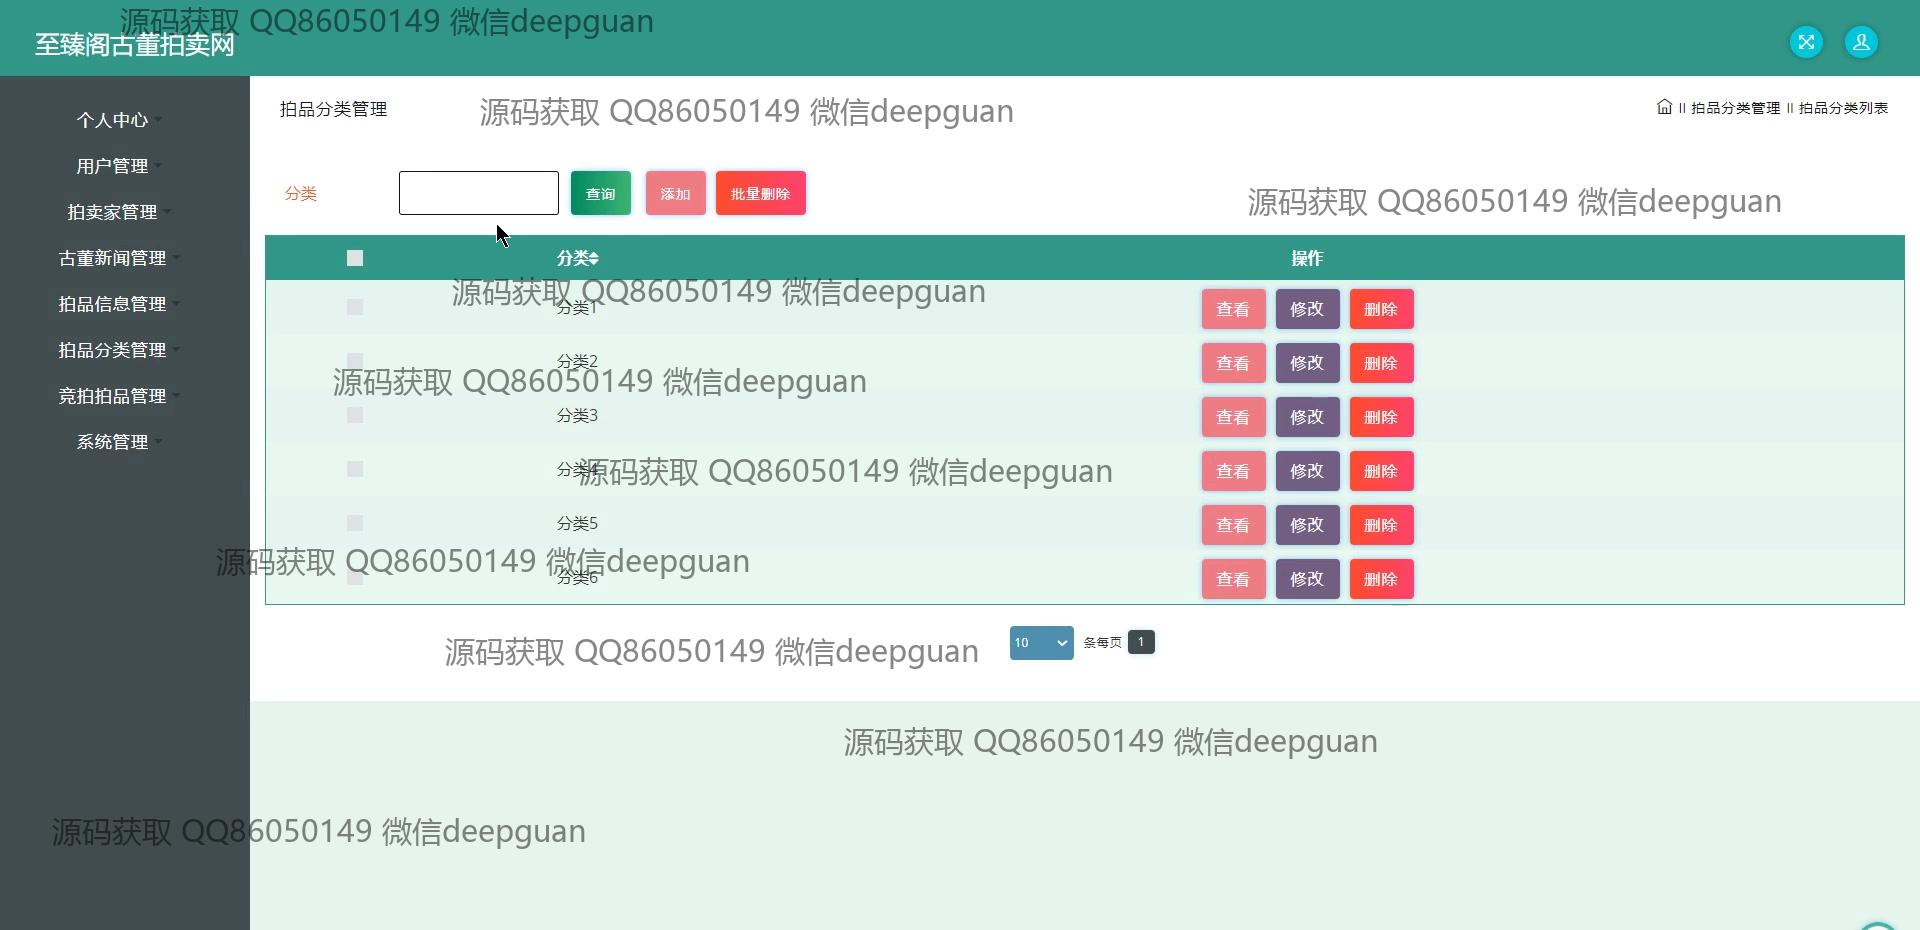 源码获取 QQ86050149 微信deepguan
至臻阁古董拍卖网
个人中心
用户管理
拍卖家管理
古董新闻管理
拍品信息管理
拍品分类管理
竞拍拍品管理
系统管理
拍品分类管理
源码获取 QQ86050149 微信deepguan
拍品分类管理 拍品分类列表
分类
查询 添加 批量删除
源码获取 QQ86050149 微信deepguan
分类 操作
源码获取 QQ86050149 微信deepguan
分类1 查看 修改 删除
分类2 查看 修改 删除
源码获取 QQ86050149 微信deepguan
分类3 查看 修改 删除
分类4 查看 修改 删除
源码获取 QQ86050149 微信deepguan
分类5 查看 修改 删除
源码获取 QQ86050149 微信deepguan
分类6 查看 修改 删除
源码获取 QQ86050149 微信deepguan
10 条每页 1
源码获取 QQ86050149 微信deepguan
源码获取 QQ86050149 微信deepguan